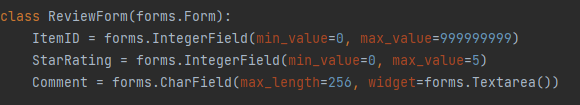 class ReviewForm(forms.Form):
    ItemID = forms.IntegerField(min_value=0, max_value=999999999)
    StarRating = forms.IntegerField(min_value=0, max_value=5)
    Comment = forms.CharField(max_length=256, widget=forms.Textarea())